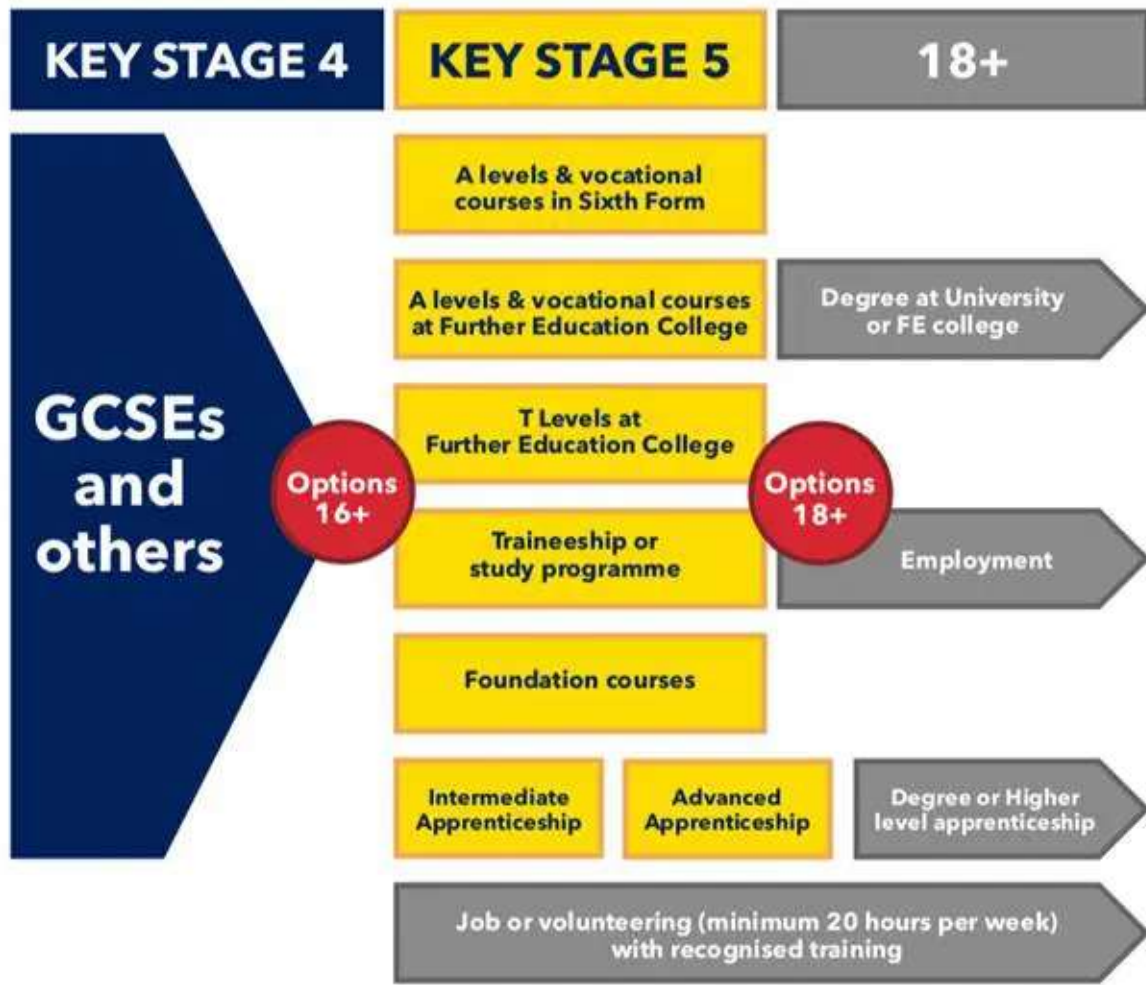 KEY STAGE 4
KEY STAGE 5
18+
GCSEs
and
others
Options
16+
A levels & vocational
courses in Sixth Form
A levels & vocational courses
at Further Education College
T Levels at
Further Education College
Traineeship or
study programme
Foundation courses
Intermediate
Apprenticeship
Advanced
Apprenticeship
Options
18+
Degree at University
or FE college
Employment
Degree or Higher
level apprenticeship
Job or volunteering (minimum 20 hours per week)
with recognised training